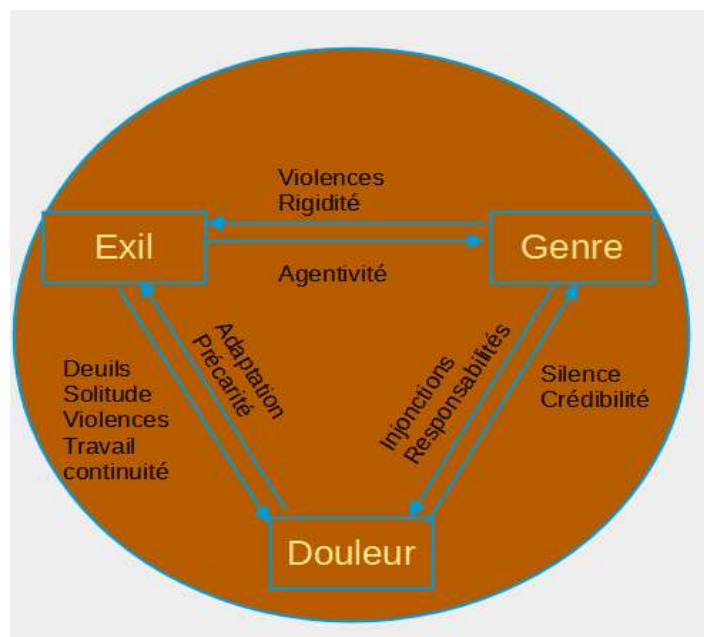 Violences
Rigidité
Exil
Genre
Agentivité
Adaptation
Précarité
Deuils
Solitude
Violences
Travail
continuité
Injonctions
Responsabilités
Silence
Crédibilité
Douleur